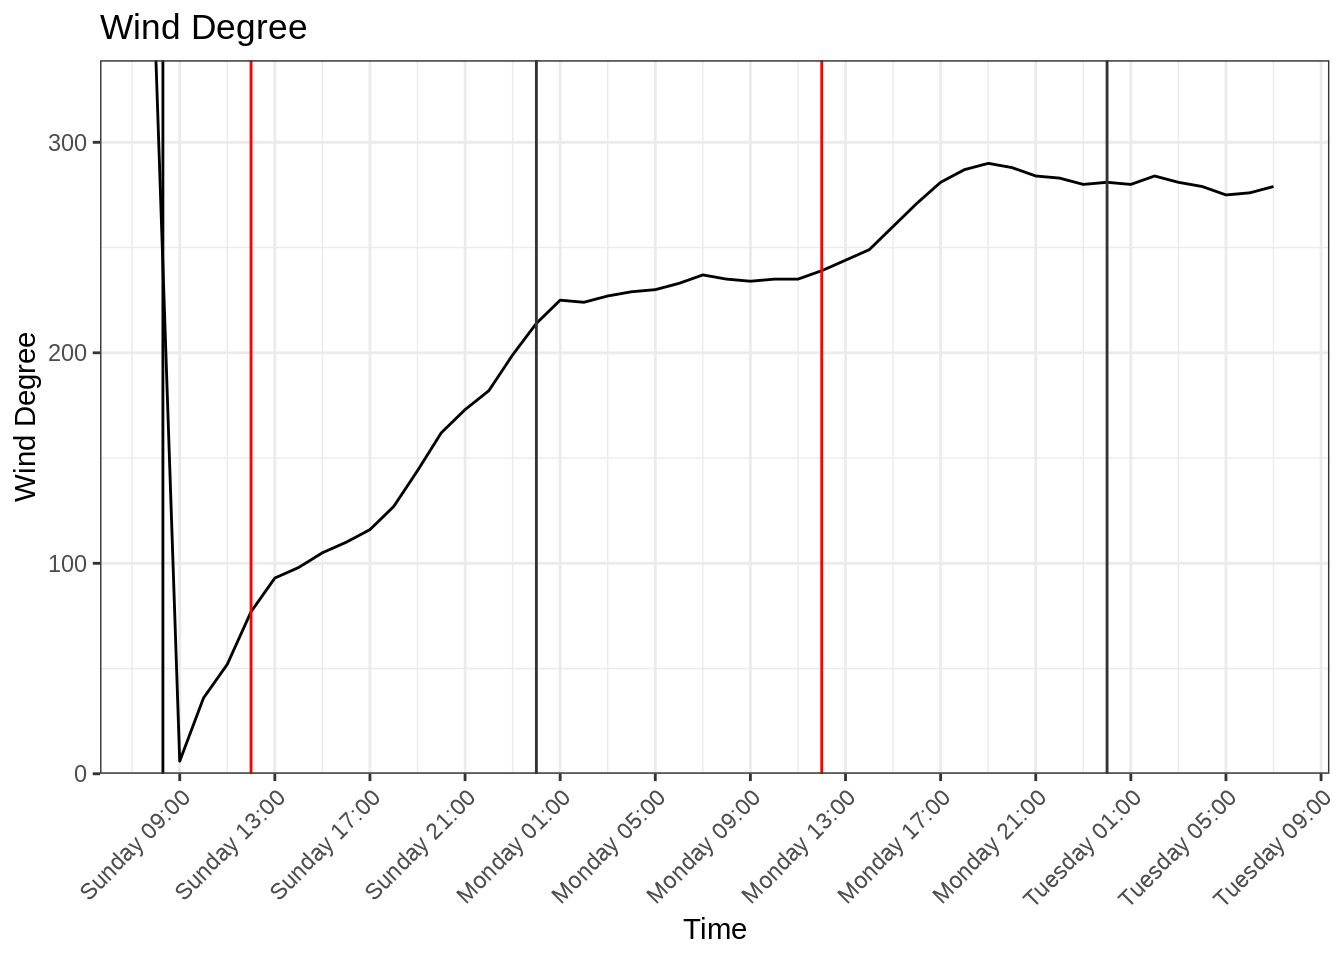 Wind Degree
Wind Degree
300
200
100
0
Sunday 09:00
Sunday 13:00
Sunday 17:00
Sunday 21:00
Monday 01:00
Monday 05:00
Monday 09:00
Monday 13:00
Monday 17:00
Monday 21:00
Tuesday 01:00
Tuesday 05:00
Tuesday 09:00
Time